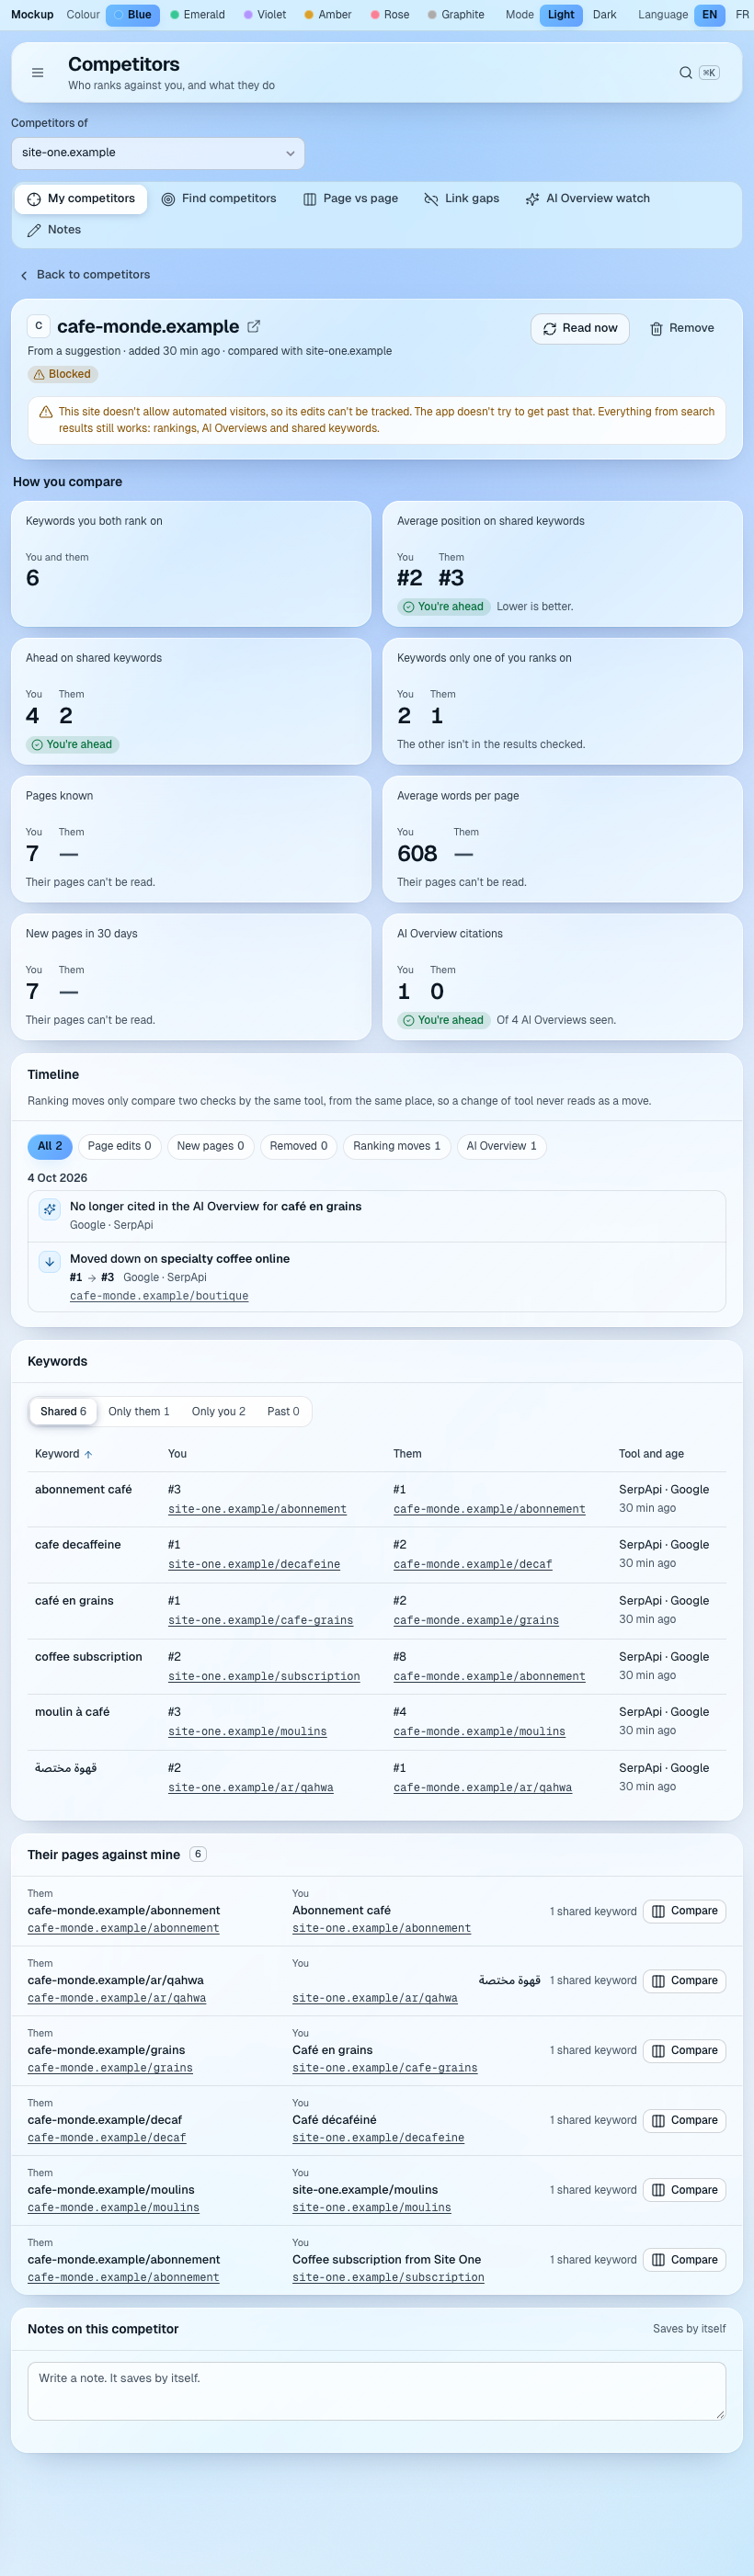 Mockup Colour Blue Emerald Violet Amber Rose Graphite Mode Light Dark Language EN FR
Competitors
Who ranks against you, and what they do
⌘K
Competitors of
site-one.example
My competitors Find competitors Page vs page Link gaps AI Overview watch
Notes
Back to competitors
C cafe-monde.example
Read now Remove
From a suggestion · added 30 min ago · compared with site-one.example
Blocked
This site doesn't allow automated visitors, so its edits can't be tracked. The app doesn't try to get past that. Everything from search
results still works: rankings, AI Overviews and shared keywords.
How you compare
Keywords you both rank on
You and them
6
Average position on shared keywords
You Them
#2 #3
You're ahead Lower is better.
Ahead on shared keywords
You Them
4 2
You're ahead
Keywords only one of you ranks on
You Them
2 1
The other isn't in the results checked.
Pages known
You Them
7 —
Their pages can't be read.
Average words per page
You Them
608 —
Their pages can't be read.
New pages in 30 days
You Them
7 —
Their pages can't be read.
AI Overview citations
You Them
1 0
You're ahead Of 4 AI Overviews seen.
Timeline
Ranking moves only compare two checks by the same tool, from the same place, so a change of tool never reads as a move.
All 2 Page edits 0 New pages 0 Removed 0 Ranking moves 1 AI Overview 1
4 Oct 2026
No longer cited in the AI Overview for café en grains
Google · SerpApi
Moved down on specialty coffee online
#1 → #3 Google · SerpApi
cafe-monde.example/boutique
Keywords
Shared 6 Only them 1 Only you 2 Past 0
Keyword You Them Tool and age
abonnement café #3 #1 SerpApi · Google
site-one.example/abonnement cafe-monde.example/abonnement 30 min ago
cafe decaffeine #1 #2 SerpApi · Google
site-one.example/decafeine cafe-monde.example/decaf 30 min ago
café en grains #1 #2 SerpApi · Google
site-one.example/cafe-grains cafe-monde.example/grains 30 min ago
coffee subscription #2 #8 SerpApi · Google
site-one.example/subscription cafe-monde.example/abonnement 30 min ago
moulin à café #3 #4 SerpApi · Google
site-one.example/moulins cafe-monde.example/moulins 30 min ago
قهوة مختصة #2 #1 SerpApi · Google
site-one.example/ar/qahwa cafe-monde.example/ar/qahwa 30 min ago
Their pages against mine 6
Them You
cafe-monde.example/abonnement Abonnement café 1 shared keyword Compare
cafe-monde.example/abonnement site-one.example/abonnement
Them You
cafe-monde.example/ar/qahwa قهوة مختصة 1 shared keyword Compare
cafe-monde.example/ar/qahwa site-one.example/ar/qahwa
Them You
cafe-monde.example/grains Café en grains 1 shared keyword Compare
cafe-monde.example/grains site-one.example/cafe-grains
Them You
cafe-monde.example/decaf Café décaféiné 1 shared keyword Compare
cafe-monde.example/decaf site-one.example/decafeine
Them You
cafe-monde.example/moulins site-one.example/moulins 1 shared keyword Compare
cafe-monde.example/moulins site-one.example/moulins
Them You
cafe-monde.example/abonnement Coffee subscription from Site One 1 shared keyword Compare
cafe-monde.example/abonnement site-one.example/subscription
Notes on this competitor Saves by itself
Write a note. It saves by itself.